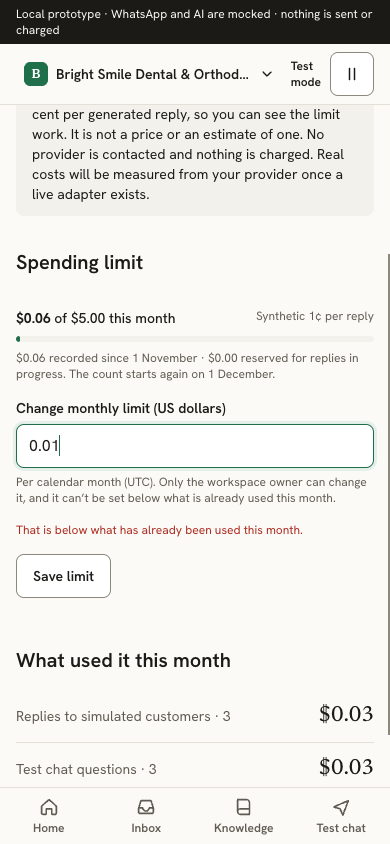 Local prototype · WhatsApp and AI are mocked · nothing is sent or
charged
B
Bright Smile Dental & Orthod...
Test
mode
cent per generated reply, so you can see the limit
work. It is not a price or an estimate of one. No
provider is contacted and nothing is charged. Real
costs will be measured from your provider once a
live adapter exists.
Spending limit
$0.06 of $5.00 this month
Synthetic 1¢ per reply
$0.06 recorded since 1 November · $0.00 reserved for replies in
progress. The count starts again on 1 December.
Change monthly limit (US dollars)
0.01
Per calendar month (UTC). Only the workspace owner can change
it, and it can’t be set below what is already used this month.
That is below what has already been used this month.
Save limit
What used it this month
Replies to simulated customers · 3
$0.03
Test chat questions · 3
$0.03
Home
Inbox
Knowledge
Test chat